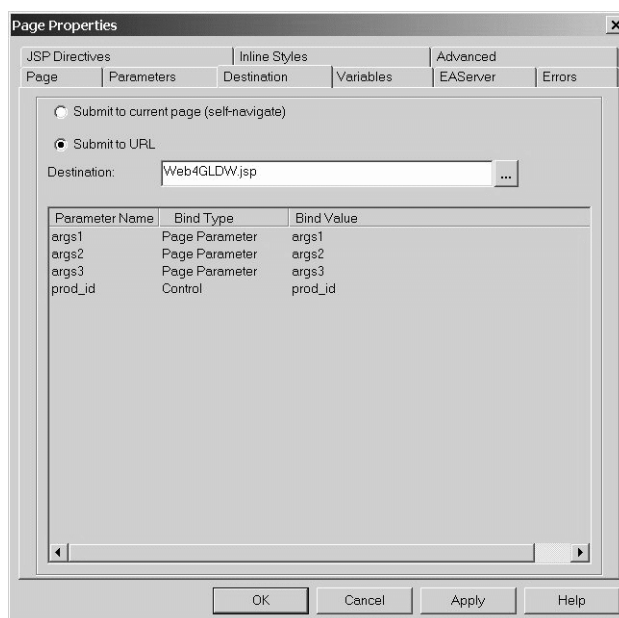 Page Properties
JSP Directives Inline Styles Advanced
Page Parameters Destination Variables EAServer Errors
Submit to current page (self-navigate)
Submit to URL
Destination: Web4GLDW.jsp ...
Parameter Name Bind Type Bind Value
args1 Page Parameter args1
args2 Page Parameter args2
args3 Page Parameter args3
prod_id Control prod_id
OK Cancel Apply Help